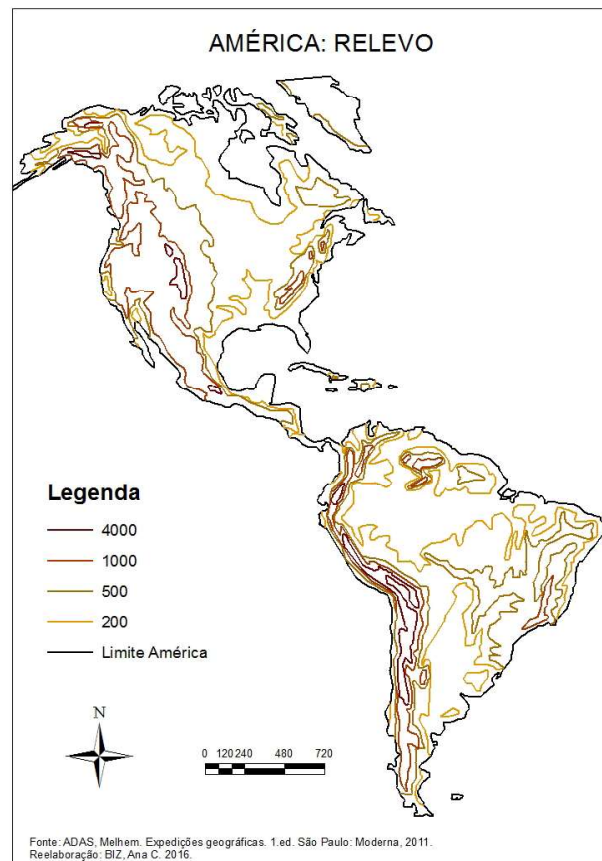 AMÉRICA: RELEVO
Legenda
4000
1000
500
200
Limite América
N
0 120 240 480 720
Fonte: ADAS, Melhem. Expedições geográficas. 1.ed. São Paulo: Moderna, 2011.
Reelaboração: BIZ, Ana C. 2016.